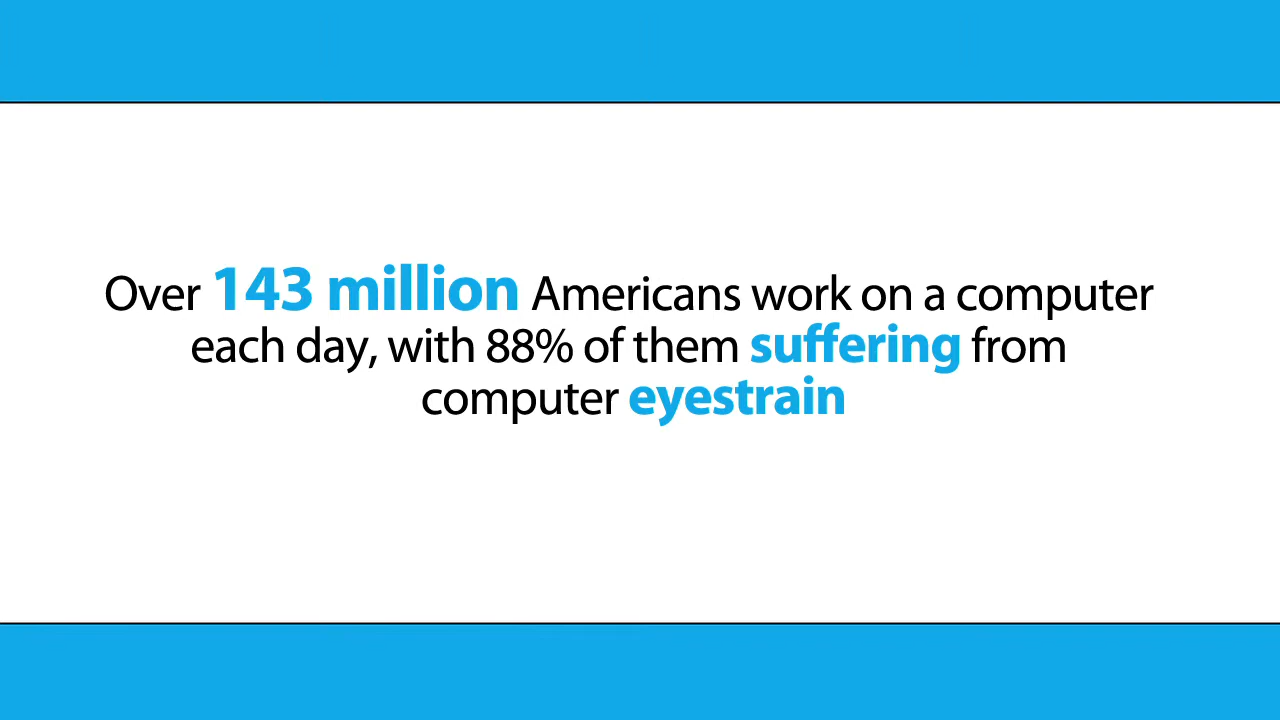 Over 143 million Americans work on a computer
each day, with 88% of them suffering from
computer eyestrain